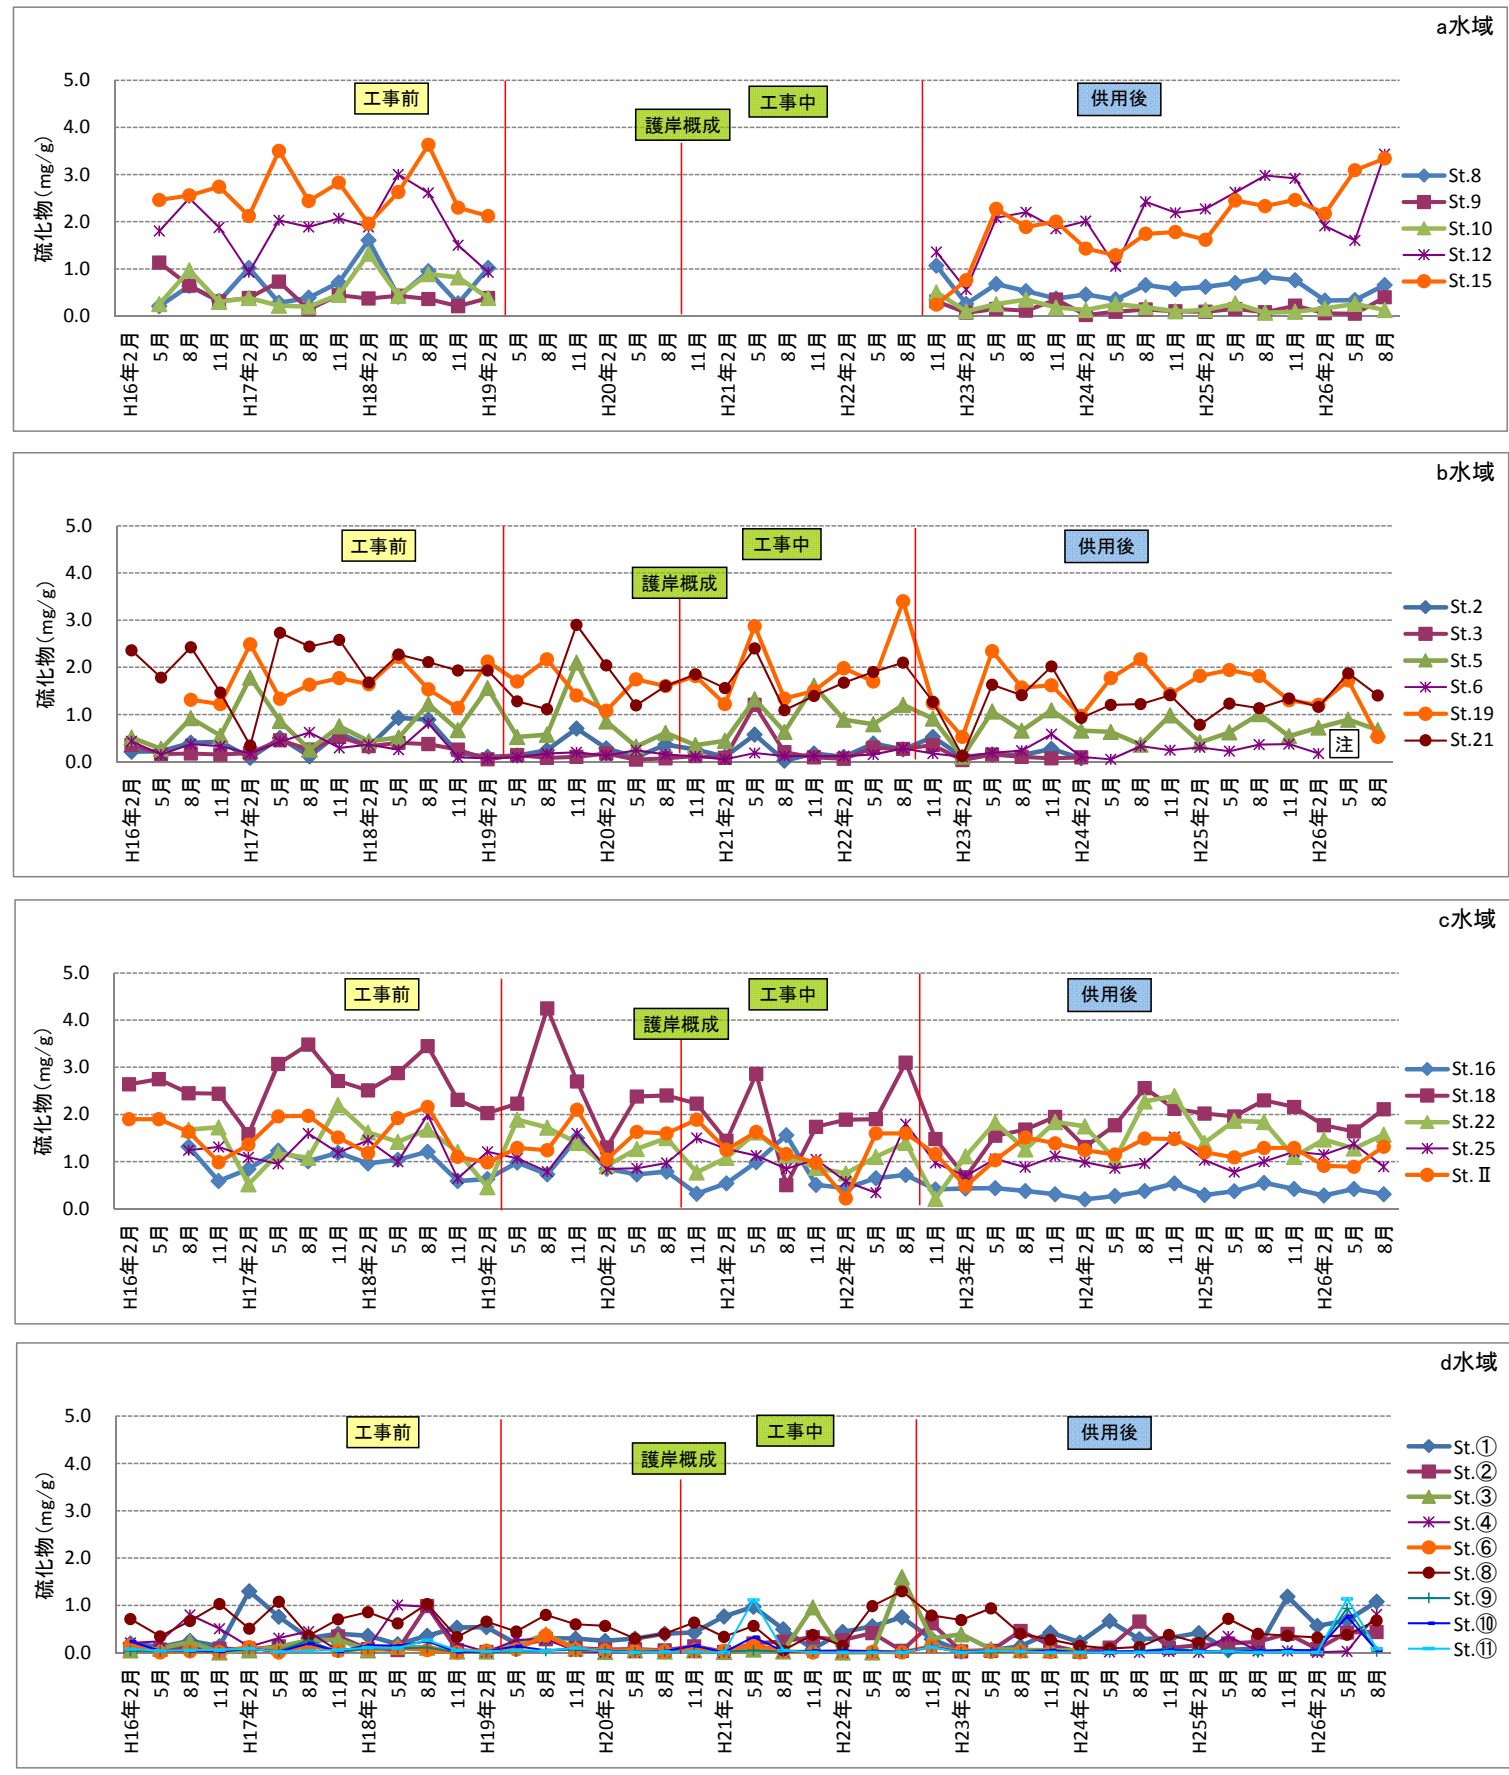 a水域
5.0
4.0
3.0
2.0
1.0
0.0
硫化物(mg/g)
工事前
護岸概成
工事中
供用後
St.8
St.9
St.10
St.12
St.15
H16年2月 5月 8月 11月 H17年2月 5月 8月 11月 H18年2月 5月 8月 11月 H19年2月 5月 8月 11月 H20年2月 5月 8月 11月 H21年2月 5月 8月 11月 H22年2月 5月 8月 11月 H23年2月 5月 8月 11月 H24年2月 5月 8月 11月 H25年2月 5月 8月 11月 H26年2月 5月 8月
b水域
5.0
4.0
3.0
2.0
1.0
0.0
硫化物(mg/g)
工事前
護岸概成
工事中
供用後
注
St.2
St.3
St.5
St.6
St.19
St.21
H16年2月 5月 8月 11月 H17年2月 5月 8月 11月 H18年2月 5月 8月 11月 H19年2月 5月 8月 11月 H20年2月 5月 8月 11月 H21年2月 5月 8月 11月 H22年2月 5月 8月 11月 H23年2月 5月 8月 11月 H24年2月 5月 8月 11月 H25年2月 5月 8月 11月 H26年2月 5月 8月
c水域
5.0
4.0
3.0
2.0
1.0
0.0
硫化物(mg/g)
工事前
護岸概成
工事中
供用後
St.16
St.18
St.22
St.25
St.Ⅱ
H16年2月 5月 8月 11月 H17年2月 5月 8月 11月 H18年2月 5月 8月 11月 H19年2月 5月 8月 11月 H20年2月 5月 8月 11月 H21年2月 5月 8月 11月 H22年2月 5月 8月 11月 H23年2月 5月 8月 11月 H24年2月 5月 8月 11月 H25年2月 5月 8月 11月 H26年2月 5月 8月
d水域
5.0
4.0
3.0
2.0
1.0
0.0
硫化物(mg/g)
工事前
護岸概成
工事中
供用後
St.①
St.②
St.③
St.④
St.⑥
St.⑧
St.⑨
St.⑩
St.⑪
H16年2月 5月 8月 11月 H17年2月 5月 8月 11月 H18年2月 5月 8月 11月 H19年2月 5月 8月 11月 H20年2月 5月 8月 11月 H21年2月 5月 8月 11月 H22年2月 5月 8月 11月 H23年2月 5月 8月 11月 H24年2月 5月 8月 11月 H25年2月 5月 8月 11月 H26年2月 5月 8月